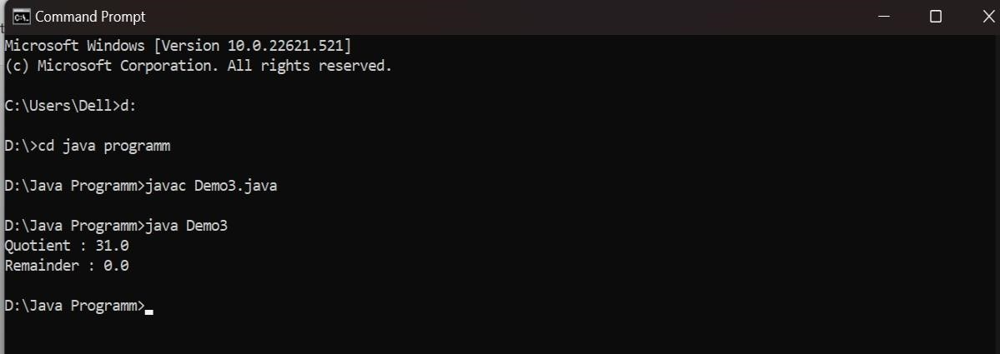 Command Prompt
Microsoft Windows [Version 10.0.22621.521]
(c) Microsoft Corporation. All rights reserved.
C:\Users\Dell>d:
D:\>cd java programm
D:\Java Programm>javac Demo3.java
D:\Java Programm>java Demo3
Quotient : 31.0
Remainder : 0.0
D:\Java Programm>